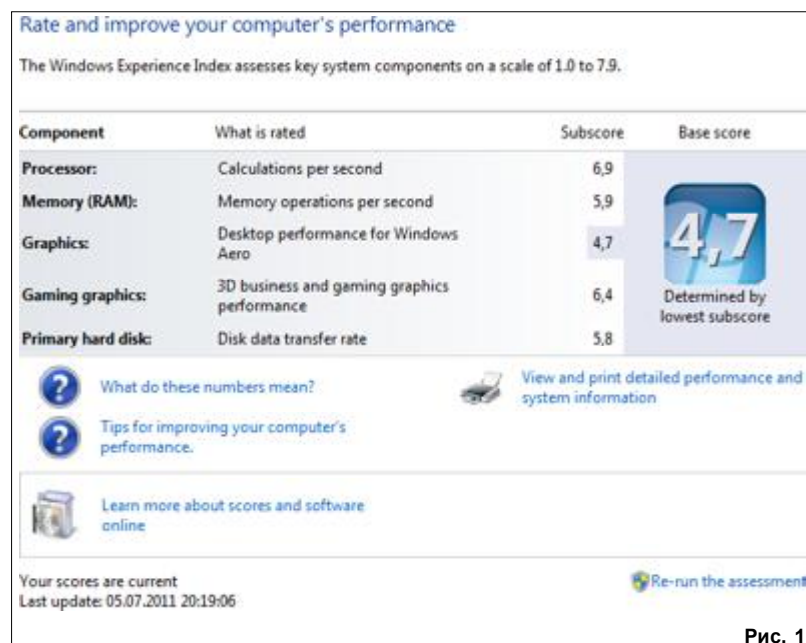 Rate and improve your computer's performance
The Windows Experience Index assesses key system components on a scale of 1.0 to 7.9.
Component What is rated Subscore Base score
Processor: Calculations per second 6,9
Memory (RAM): Memory operations per second 5,9
Graphics: Desktop performance for Windows
Aero 4,7
4,7
Gaming graphics: 3D business and gaming graphics
performance 6,4
Determined by
lowest subscore
Primary hard disk: Disk data transfer rate 5,8
What do these numbers mean?
View and print detailed performance and
system information
Tips for improving your computer's
performance.
Learn more about scores and software
online
Your scores are current
Last update: 05.07.2011 20:19:06
Re-run the assessment
Рис. 1